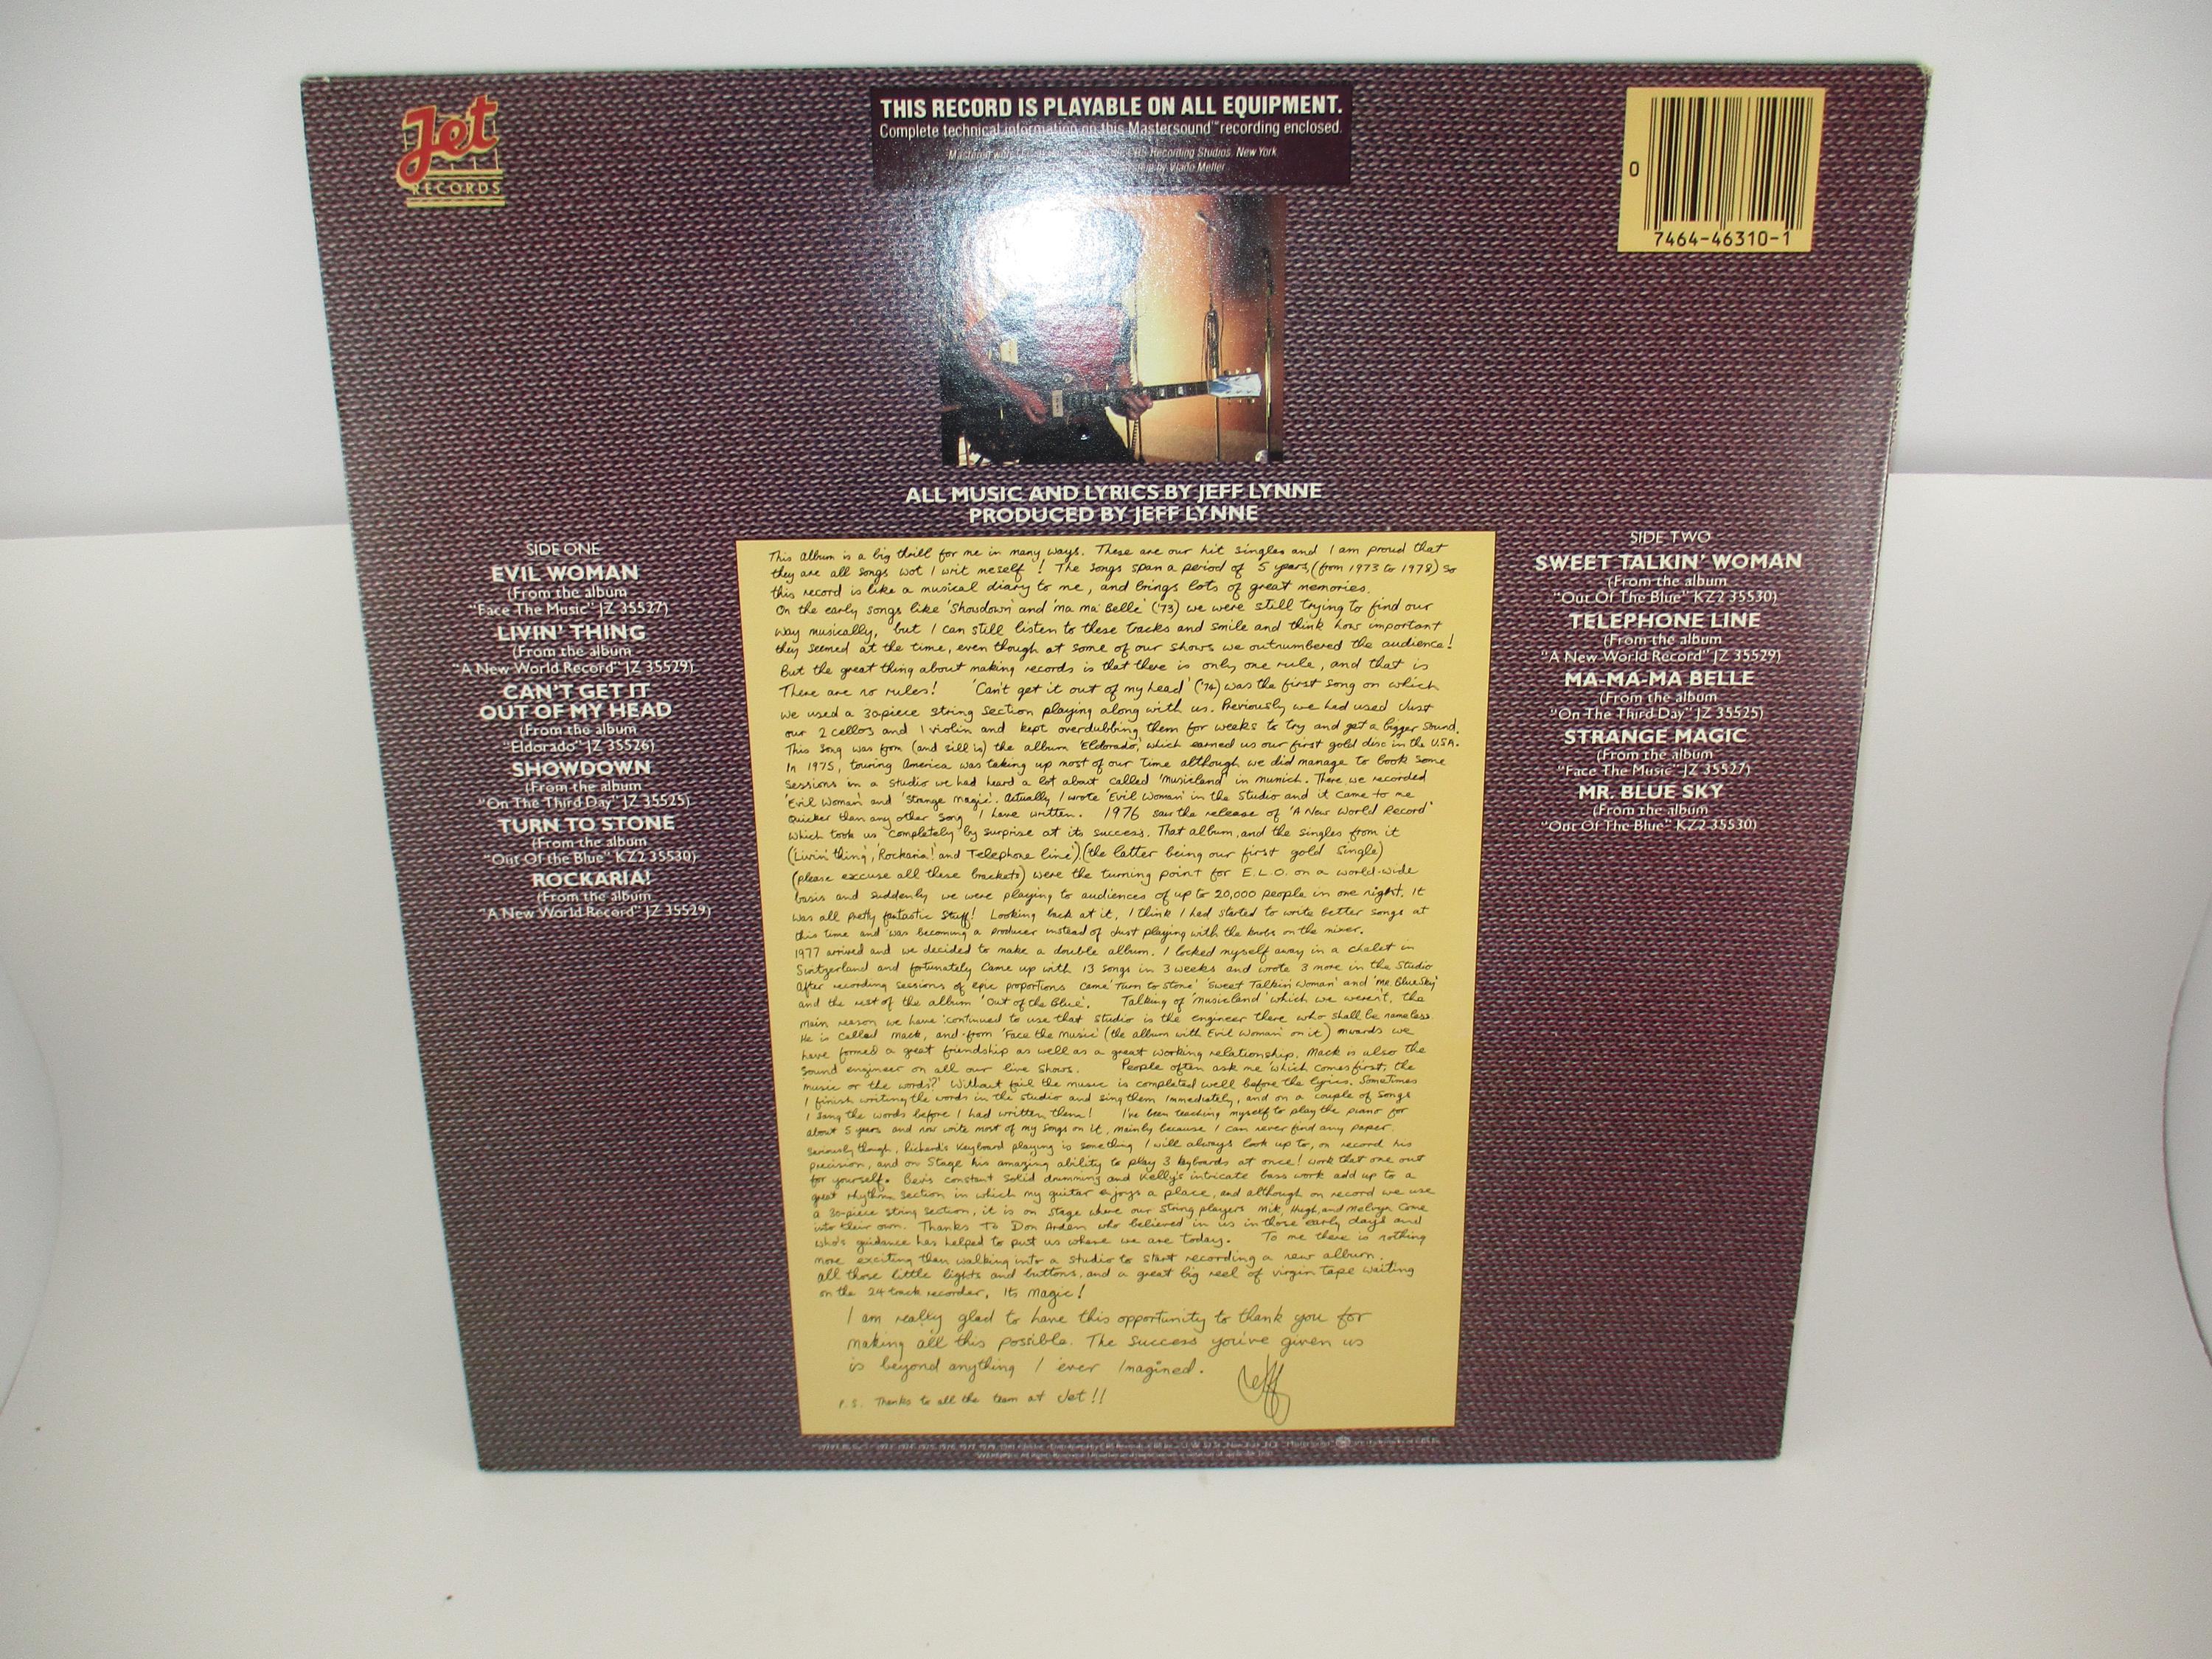 Jet
RECORDS
THIS RECORD IS PLAYABLE ON ALL EQUIPMENT.
Complete technical information on this Mastersound™ recording enclosed.
CBS Recording Studios, New York,
by Vlado Meller
0
7464-46310-1
ALL MUSIC AND LYRICS BY JEFF LYNNE
PRODUCED BY JEFF LYNNE
SIDE ONE
EVIL WOMAN
(From the album
"Face The Music" JZ 35527)
LIVIN' THING
(From the album
"A New World Record" JZ 35529)
CAN'T GET IT
OUT OF MY HEAD
(From the album
"Eldorado" JZ 35526)
SHOWDOWN
(From the album
"On The Third Day" JZ 35525)
TURN TO STONE
(From the album
"Out Of the Blue" KZ2 35530)
ROCKARIA!
(From the album
"A New World Record" JZ 35529)
This album is a big thrill for me in many ways. These are our hit singles and I am proud that
they are all songs wot I writ meself! The songs span a period of 5 years, (from 1973 to 1978) so
this record is like a musical diary to me, and brings lots of great memories.
On the early songs like 'Showdown' and 'ma ma Belle' ('73) we were still trying to find our
way musically, but I can still listen to these tracks and smile and think how important
they seemed at the time, even though at some of our shows we outnumbered the audience!
But the great thing about making records is that there is only one rule, and that is
There are no rules! 'Can't get it out of my head' ('74) was the first song on which
we used a 30 piece string section playing along with us. Previously we had used Just
our 2 cellos and 1 violin and kept overdubbing them for weeks to try and get a bigger sound.
This song was from (and still is) the album 'Eldorado', which earned us our first gold disc in the U.S.A.
In 1975, touring America was taking up most of our time although we did manage to book some
Sessions in a studio we had heard a lot about called 'Musicland' in munich. There we recorded
'Evil Woman' and 'Strange Magic'. Actually I wrote 'Evil Woman' in the studio and it came to me
quicker than any other song I have written. 1976 saw the release of 'A New World Record'
which took us completely by surprise at its success. That album, and the singles from it
(Livin' thing', 'Rockaria!' and Telephone line') (the latter being our first gold single)
(please excuse all these brackets) were the turning point for E.L.O. on a world-wide
basis and suddenly we were playing to audiences of up to 20,000 people in one night. It
was all pretty fantastic stuff! Looking back at it, I think I had started to write better songs at
this time and was becoming a producer instead of Just playing with the knobs on the mixer.
1977 arrived and we decided to make a double album. I locked myself away in a chalet in
Switzerland and fortunately came up with 13 songs in 3 weeks and wrote 3 more in the Studio
After recording sessions of epic proportions came 'Turn to Stone' 'Sweet Talkin Woman' and 'Mr. Blue Sky'
and the rest of the album 'Out of the Blue'. Talking of 'Musicland' which we weren't, the
main reason we have continued to use that studio is the engineer there who shall be nameless.
He is called Mack, and from 'Face the Music' (the album with Evil Woman on it) onwards we
have formed a great friendship as well as a great working relationship. Mack is also the
Sound engineer on all our live shows. People often ask me 'which comes first, the
music or the words?' Without fail the music is completed well before the lyrics. Sometimes
I finish writing the words in the studio and sing them Immediately, and on a couple of songs
I sang the words before I had written them! I've been teaching myself to play the piano for
about 5 years and now write most of my songs on it, mainly because I can never find any paper.
Seriously though, Richard's Keyboard playing is something I will always look up to, on record his
precision, and on Stage his amazing ability to play 3 keyboards at once! work that one out
for yourself. Bevs constant solid drumming and Kelly's intricate bass work add up to a
great rhythm section in which my guitar enjoys a place, and although on record we use
a 30-piece string section, it is on Stage where our string players Mik, Hugh, and Melvyn come
into their own. Thanks To Don Arden who believed in us in those early days and
who's guidance has helped to put us where we are today. To me there is nothing
more exciting than walking into a studio to start recording a new album.
all those little lights and buttons, and a great big reel of virgin tape waiting
on the 24 track recorder. Its magic!
I am really glad to have this opportunity to thank you for
making all this possible. The success you've given us
is beyond anything I ever Imagined. Jeff
P.S. Thanks to all the team at Jet!!
SIDE TWO
SWEET TALKIN' WOMAN
(From the album
"Out Of The Blue" KZ2 35530)
TELEPHONE LINE
(From the album
"A New World Record" JZ 35529)
MA-MA-MA BELLE
(From the album
"On The Third Day" JZ 35525)
STRANGE MAGIC
(From the album
"Face The Music" JZ 35527)
MR. BLUE SKY
(From the album
"Out Of The Blue" KZ2 35530)